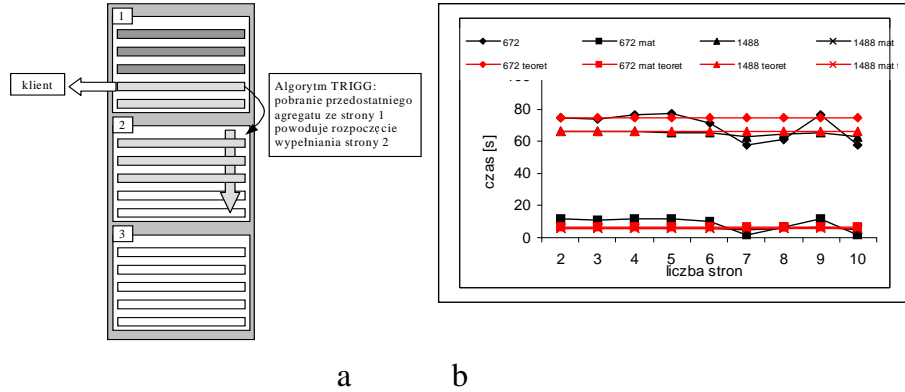 1
klient
Algorytm TRIGG:
pobranie przedostatniego
agregatu ze strony 1
powoduje rozpoczęcie
wypełniania strony 2
2
3
672
672 mat
1488
1488 mat
672 teoret
672 mat teoret
1488 teoret
1488 mat t
80
60
40
20
0
czas [s]
2 3 4 5 6 7 8 9 10
liczba stron
a b